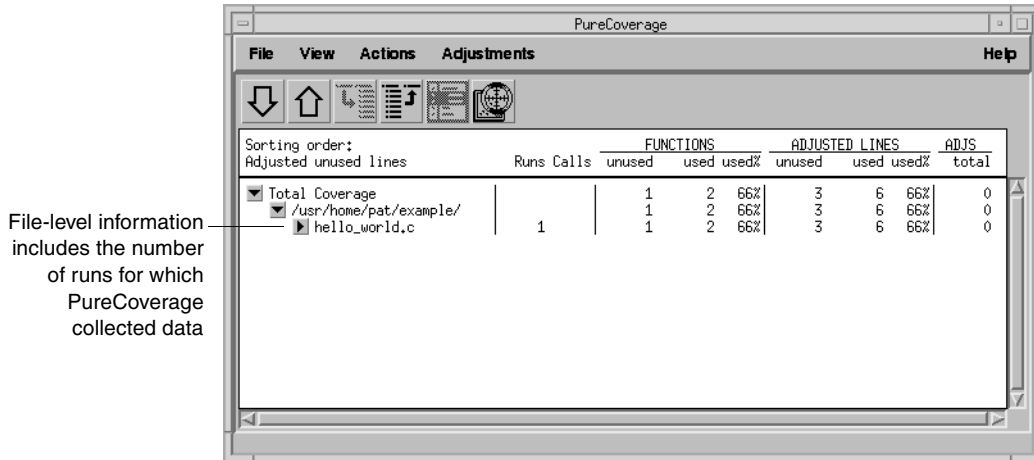 PureCoverage
File View Actions Adjustments Help
Sorting order: FUNCTIONS ADJUSTED LINES ADJS
Adjusted unused lines Runs Calls unused used used% unused used used% total
Total Coverage 1 2 66% 3 6 66% 0
/usr/home/pat/example/ 1 2 66% 3 6 66% 0
hello_world.c 1 1 2 66% 3 6 66% 0
File-level information
includes the number
of runs for which
PureCoverage
collected data